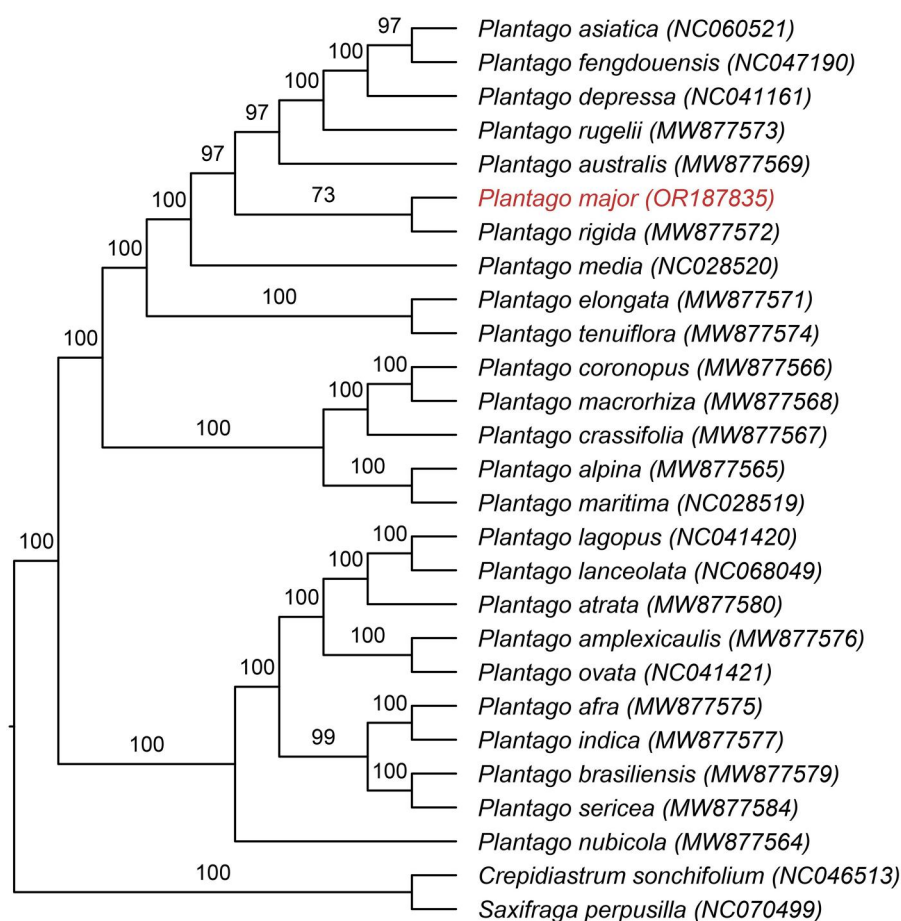 97
Plantago asiatica (NC060521)
100
Plantago fengdouensis (NC047190)
100
Plantago depressa (NC041161)
97
Plantago rugelii (MW877573)
97
Plantago australis (MW877569)
73
Plantago major (OR187835)
100
Plantago rigida (MW877572)
100
Plantago media (NC028520)
100
Plantago elongata (MW877571)
100
Plantago tenuiflora (MW877574)
100
Plantago coronopus (MW877566)
100
Plantago macrorhiza (MW877568)
100
Plantago crassifolia (MW877567)
100
Plantago alpina (MW877565)
Plantago maritima (NC028519)
100
100
Plantago lagopus (NC041420)
100
Plantago lanceolata (NC068049)
100
Plantago atrata (MW877580)
100
Plantago amplexicaulis (MW877576)
100
Plantago ovata (NC041421)
100
Plantago afra (MW877575)
99
Plantago indica (MW877577)
100
100
Plantago brasiliensis (MW877579)
Plantago sericea (MW877584)
Plantago nubicola (MW877564)
100
Crepidiastrum sonchifolium (NC046513)
Saxifraga perpusilla (NC070499)